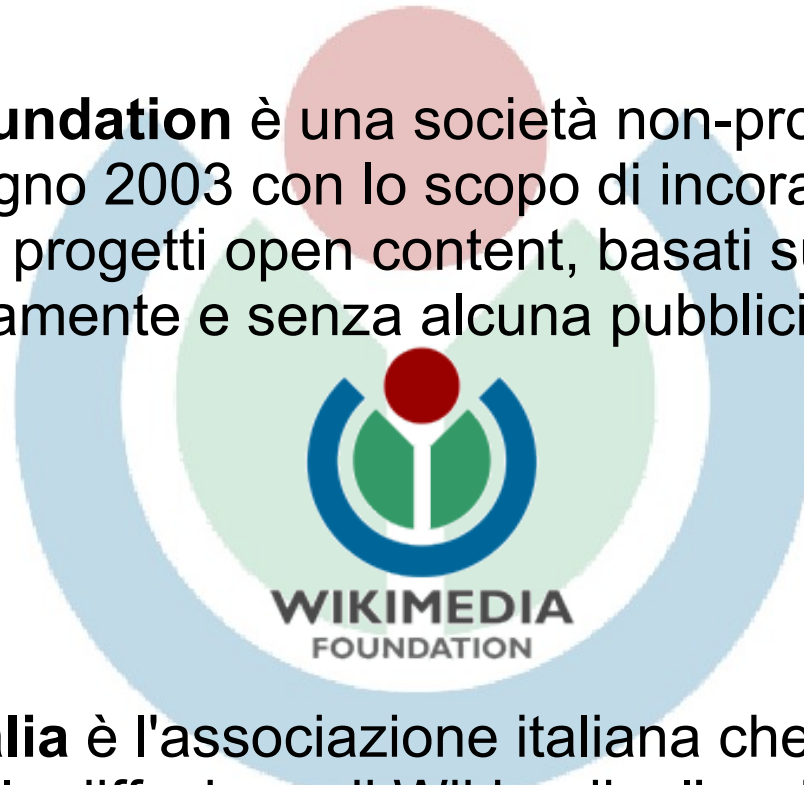 undation è una società non-pro
gno 2003 con lo scopo di incora
progetti open content, basati su
amente e senza alcuna pubblici
WIKIMEDIA
FOUNDATION
alia è l'associazione italiana che